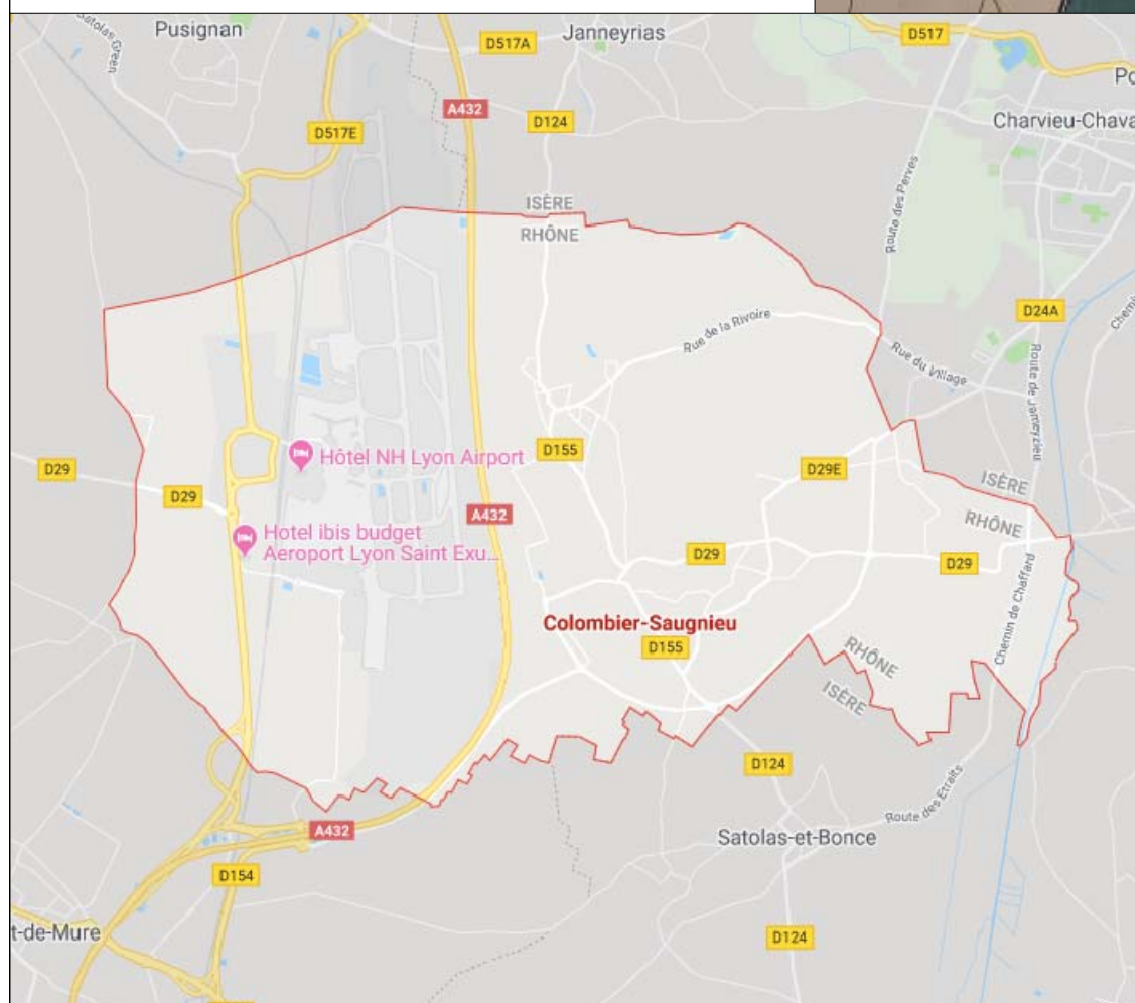 Pusignan
Satolas Green
D517A
Janneyrias
D517
A432
D124
D517E
Charvieu-Chava
Route des Perves
ISÈRE
RHÔNE
D24A
Rue de la Rivoire
Rue du Village
Route de Jameyzieu
D155
D29
Hôtel NH Lyon Airport
D29E
D29
ISÈRE
RHÔNE
A432
Hotel ibis budget
Aeroport Lyon Saint Exu...
D29
D29
Chemin de Chaffard
Colombier-Saugnieu
D155
RHÔNE
ISÈRE
D124
Route des Etraits
A432
Satolas-et-Bonce
D154
t-de-Mure
D124